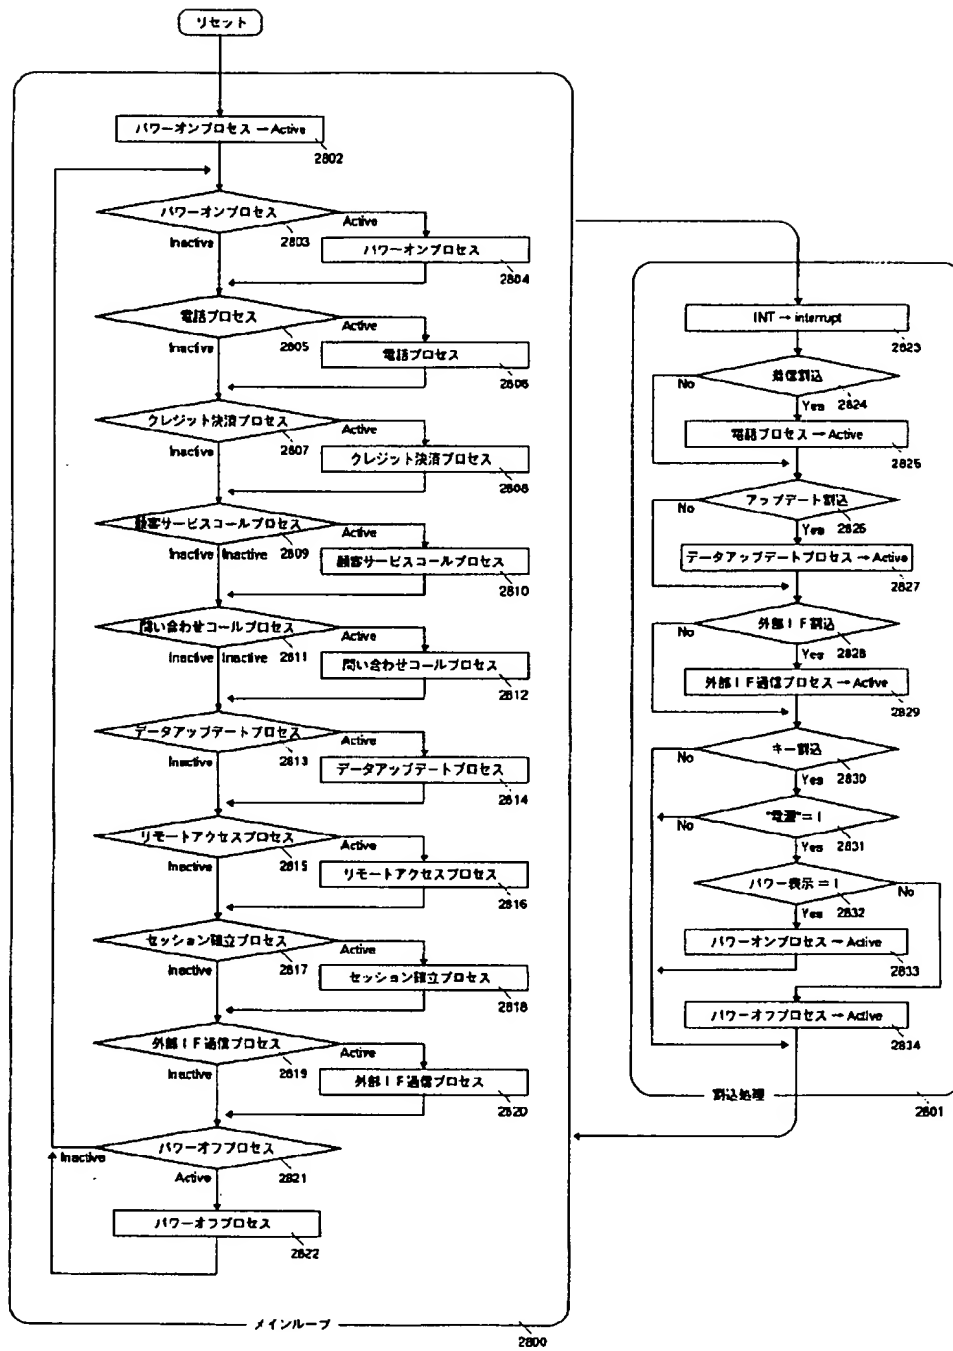 リセット
パワーオンプロセス→Active
2802
パワーオンプロセス
2803
Active
Inactive
パワーオンプロセス
2804
電話プロセス
2805
Active
Inactive
電話プロセス
2806
クレジット決済プロセス
2807
Active
Inactive
クレジット決済プロセス
2808
顧客サービスコールプロセス
2809
Active
Inactive Inactive
顧客サービスコールプロセス
2810
問い合わせコールプロセス
2811
Active
Inactive Inactive
問い合わせコールプロセス
2812
データアップデートプロセス
2813
Active
Inactive
データアップデートプロセス
2814
リモートアクセスプロセス
2815
Active
Inactive
リモートアクセスプロセス
2816
セッション確立プロセス
2817
Active
Inactive
セッション確立プロセス
2818
外部IF通信プロセス
2819
Active
Inactive
外部IF通信プロセス
2820
パワーオフプロセス
2821
Inactive
Active
パワーオフプロセス
2822
メインループ
2800
INT→interrupt
2823
着信割込
2824
No
Yes
電話プロセス→Active
2825
アップデート割込
2826
No
Yes
データアップデートプロセス→Active
2827
外部IF割込
2828
No
Yes
外部IF通信プロセス→Active
2829
キー割込
2830
No
Yes
"電源"=1
2831
No
Yes
パワー表示=1
2832
No
Yes
パワーオンプロセス→Active
2833
パワーオフプロセス→Active
2834
割込処理
2801